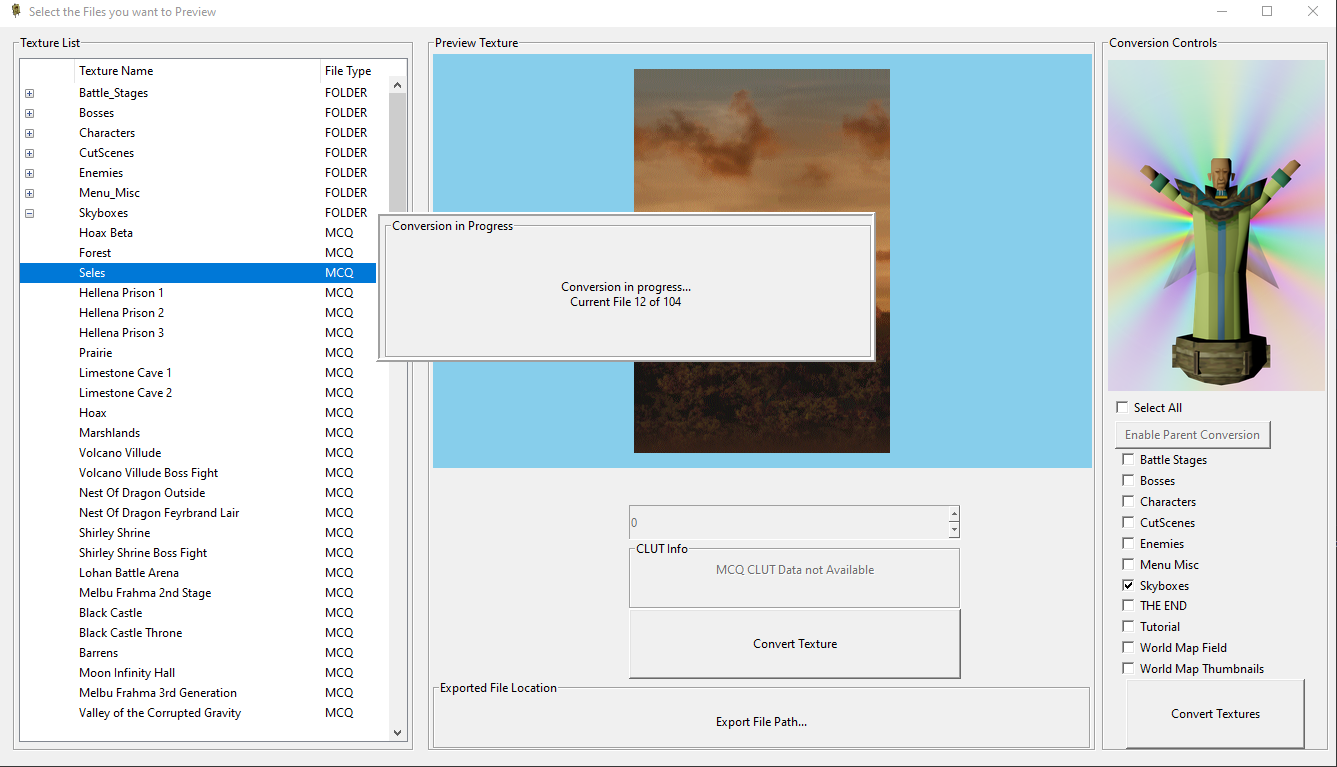 Select the Files you want to Preview
Texture List
Texture Name File Type
Battle_Stages FOLDER
Bosses FOLDER
Characters FOLDER
CutScenes FOLDER
Enemies FOLDER
Menu_Misc FOLDER
Skyboxes FOLDER
Hoax Beta MCQ
Forest MCQ
Seles MCQ
Hellena Prison 1 MCQ
Hellena Prison 2 MCQ
Hellena Prison 3 MCQ
Prairie MCQ
Limestone Cave 1 MCQ
Limestone Cave 2 MCQ
Hoax MCQ
Marshlands MCQ
Volcano Villude MCQ
Volcano Villude Boss Fight MCQ
Nest Of Dragon Outside MCQ
Nest Of Dragon Feyrbrand Lair MCQ
Shirley Shrine MCQ
Shirley Shrine Boss Fight MCQ
Lohan Battle Arena MCQ
Melbu Frahma 2nd Stage MCQ
Black Castle MCQ
Black Castle Throne MCQ
Barrens MCQ
Moon Infinity Hall MCQ
Melbu Frahma 3rd Generation MCQ
Valley of the Corrupted Gravity MCQ
Preview Texture
Conversion in Progress
Conversion in progress...
Current File 12 of 104
0
CLUT Info
MCQ CLUT Data not Available
Convert Texture
Exported File Location
Export File Path...
Conversion Controls
Select All
Enable Parent Conversion
Battle Stages
Bosses
Characters
CutScenes
Enemies
Menu Misc
Skyboxes
THE END
Tutorial
World Map Field
World Map Thumbnails
Convert Textures